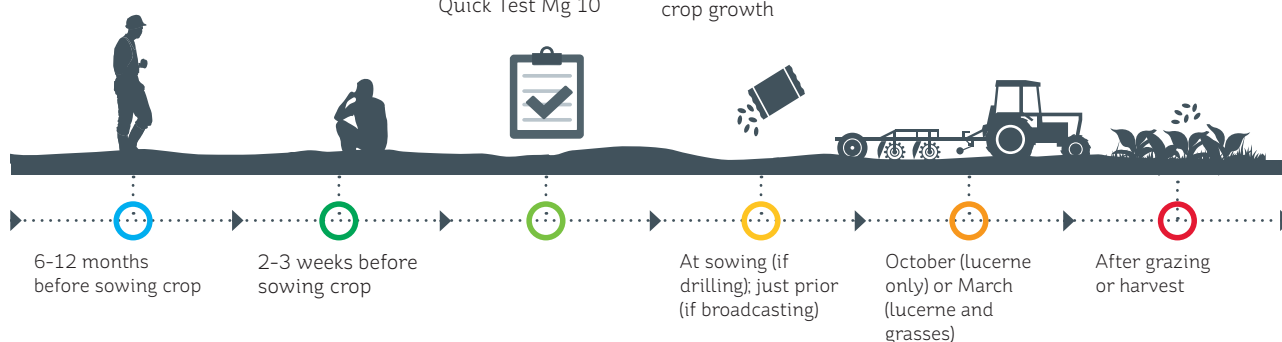 Quick Test Mg 10
crop growth
6-12 months
before sowing crop
2-3 weeks before
sowing crop
At sowing (if
drilling); just prior
(if broadcasting)
October (lucerne
only) or March
(lucerne and
grasses)
After grazing
or harvest